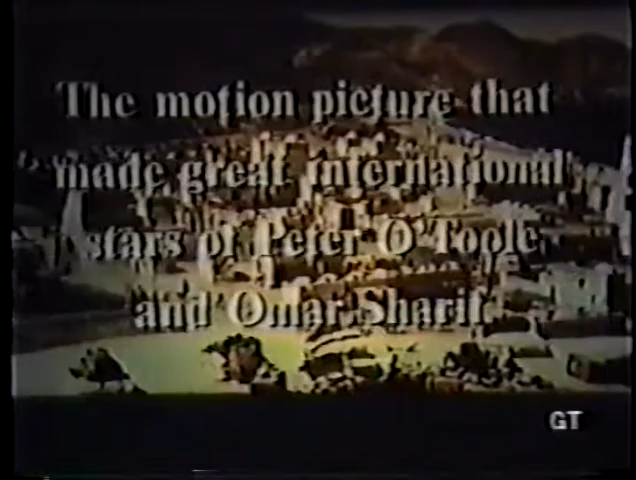 The motion picture that
made great international
stars of Peter O'Toole
and Omar Sharif
GT